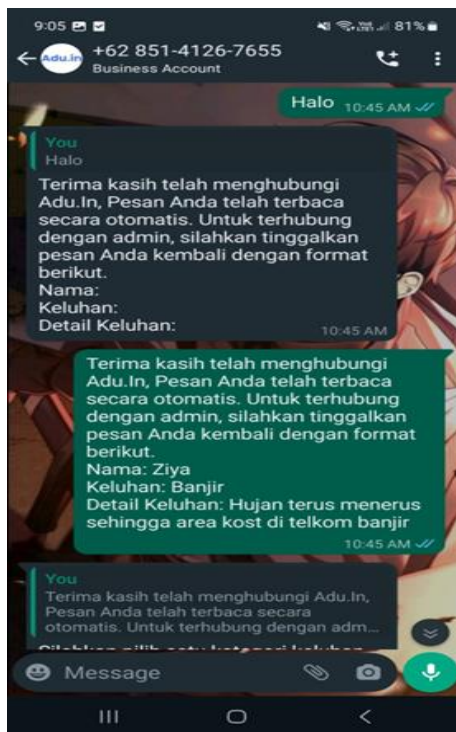 9:05 81%
Adu.in +62 851-4126-7655
Business Account
Halo 10:45 AM
You
Halo
Terima kasih telah menghubungi
Adu.In, Pesan Anda telah terbaca
secara otomatis. Untuk terhubung
dengan admin, silahkan tinggalkan
pesan Anda kembali dengan format
berikut.
Nama:
Keluhan:
Detail Keluhan:
10:45 AM
Terima kasih telah menghubungi
Adu.In, Pesan Anda telah terbaca
secara otomatis. Untuk terhubung
dengan admin, silahkan tinggalkan
pesan Anda kembali dengan format
berikut.
Nama: Ziya
Keluhan: Banjir
Detail Keluhan: Hujan terus menerus
sehingga area kost di telkom banjir
10:45 AM
You
Terima kasih telah menghubungi Adu.In,
Pesan Anda telah terbaca secara
otomatis. Untuk terhubung dengan adm...
Silahkan pilih satu kategori keluhan
Message